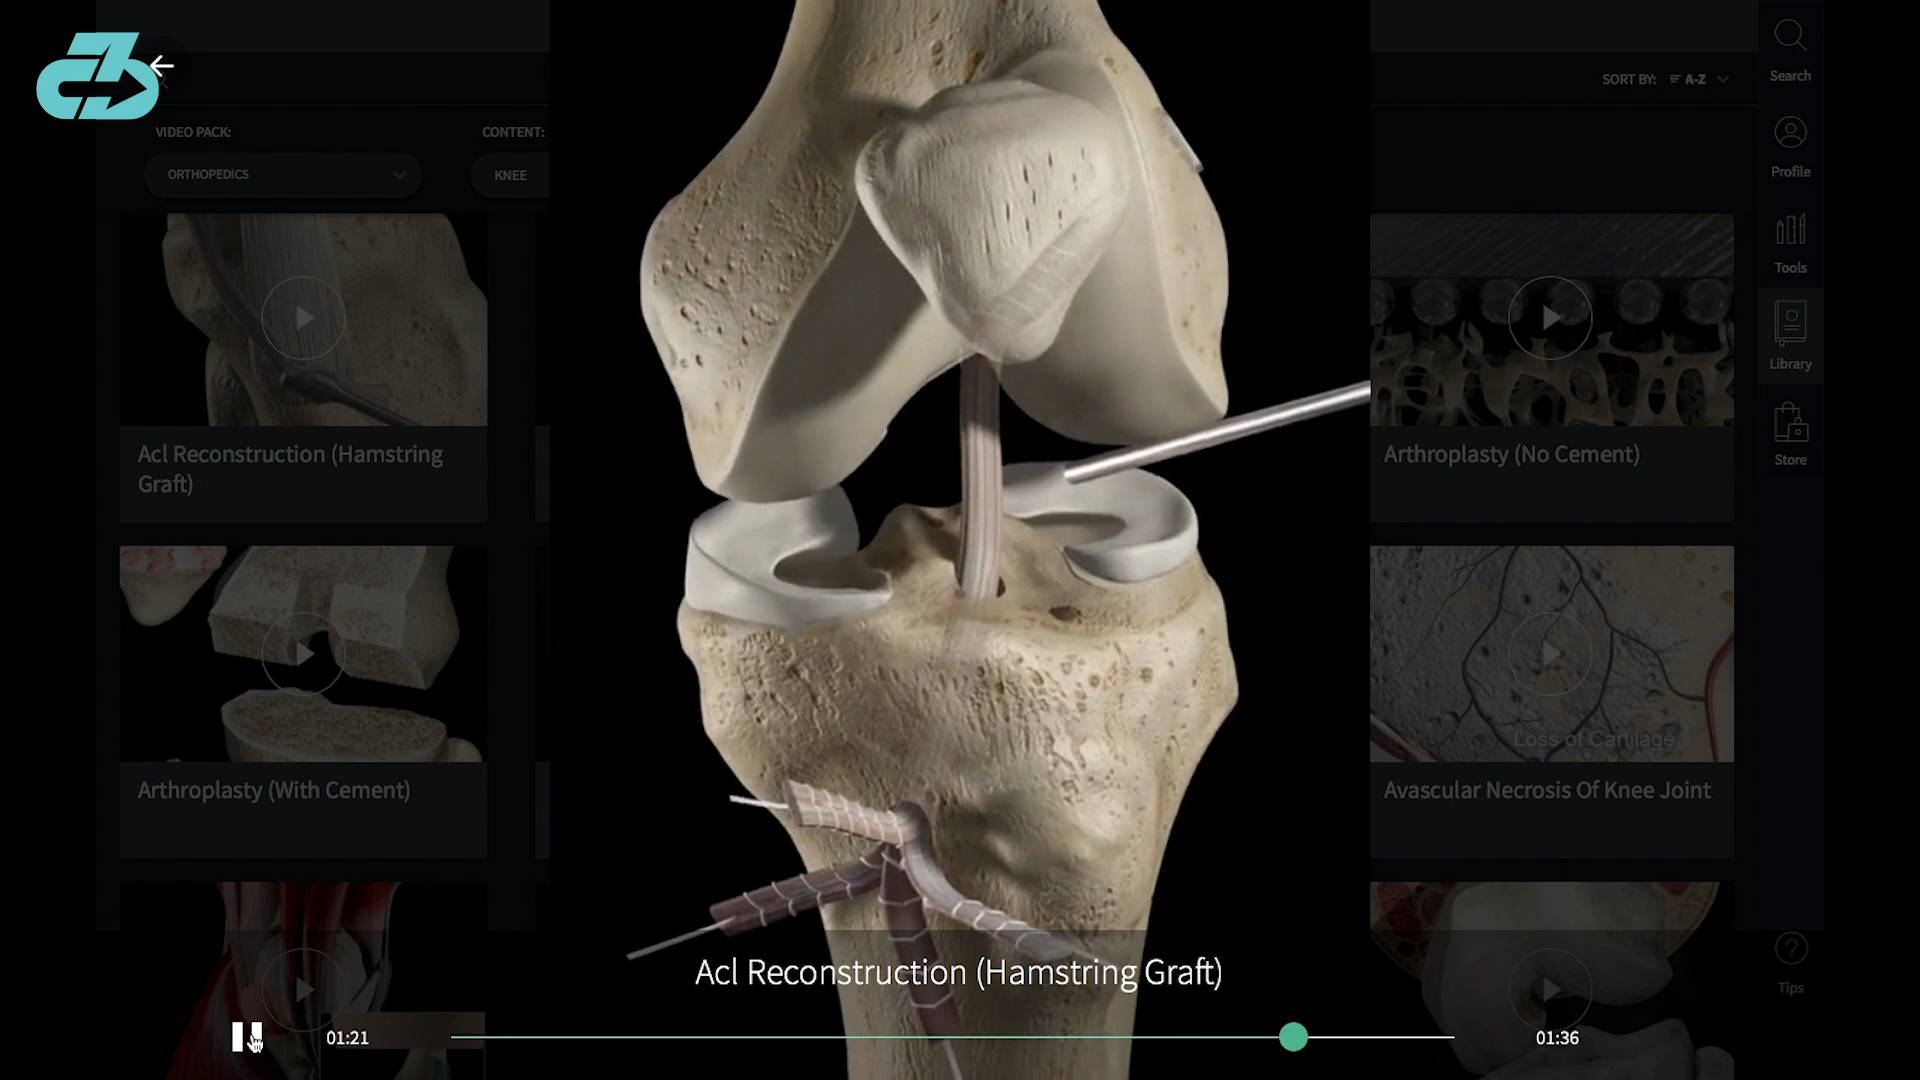 SORT BY: A-Z
Search
VIDEO PACK:
CONTENT:
ORTHOPEDICS
KNEE
Profile
Tools
Library
Store
Acl Reconstruction (Hamstring
Graft)
Arthroplasty (No Cement)
Loss of Cartilage
Arthroplasty (With Cement)
Avascular Necrosis Of Knee Joint
Acl Reconstruction (Hamstring Graft)
Tips
01:21
01:36